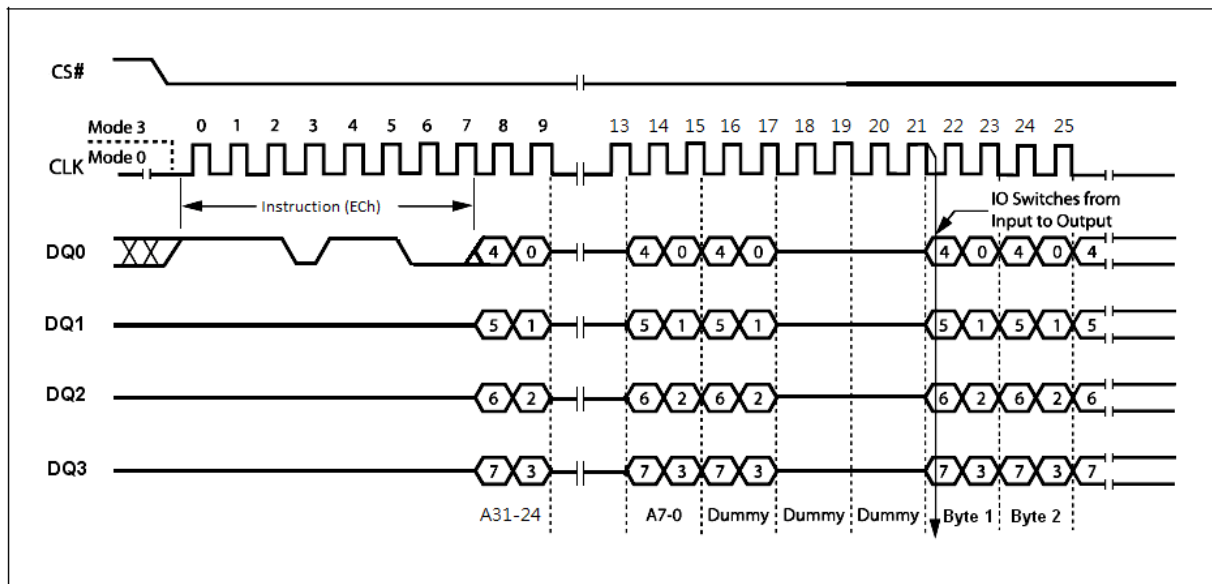 CS#
Mode 3
0 1 2 3 4 5 6 7 8 9 13 14 15 16 17 18 19 20 21 22 23 24 25
CLK Mode 0
Instruction (ECh)
IO Switches from
Input to Output
DQ0 4 0 4 0 4 0 4 0 4 0 4
DQ1 5 1 5 1 5 1 5 1 5 1 5
DQ2 6 2 6 2 6 2 6 2 6 2 6
DQ3 7 3 7 3 7 3 7 3 7 3 7
A31-24 A7-0 Dummy Dummy Dummy Byte 1 Byte 2